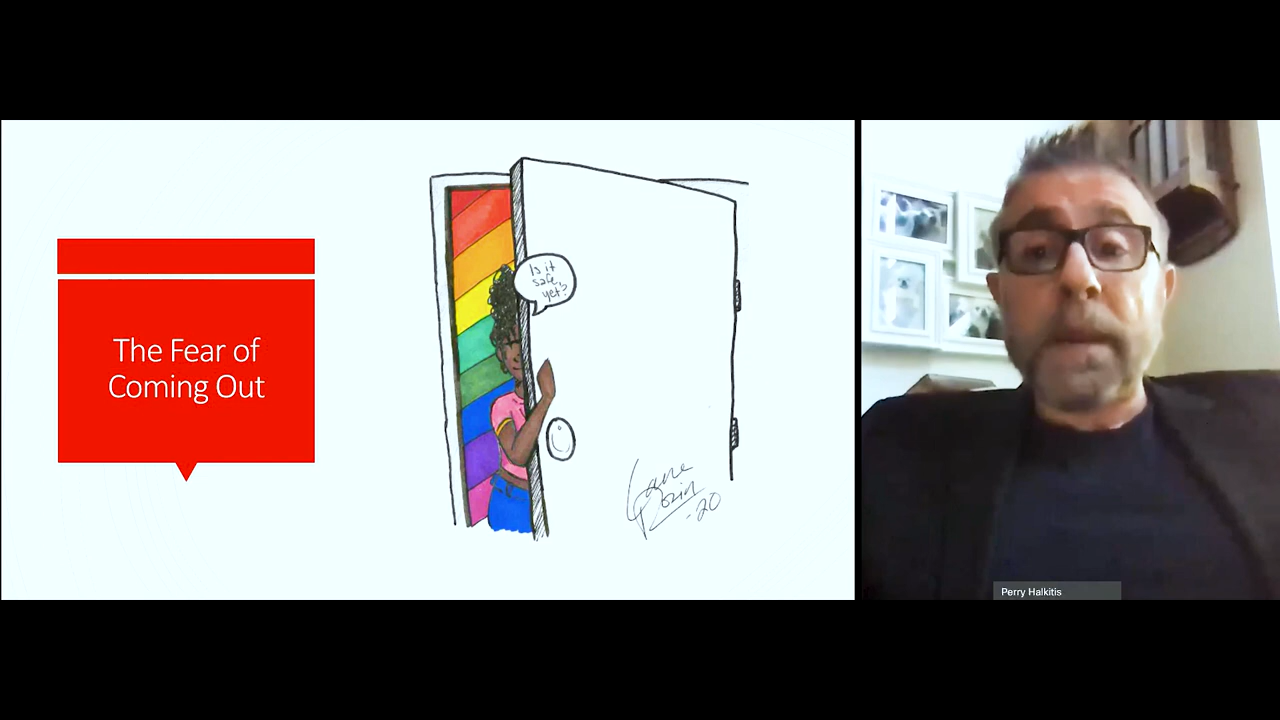 The Fear of
Coming Out
Is it
safe
yet?
-20
Perry Halkitis